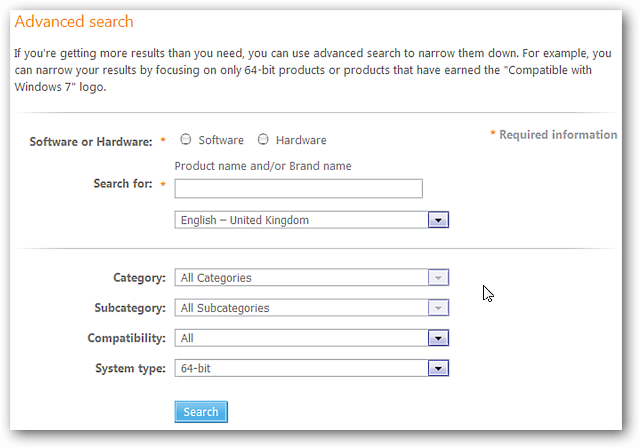 Advanced search
If you're getting more results than you need, you can use advanced search to narrow them down. For example, you
can narrow your results by focusing on only 64-bit products or products that have earned the "Compatible with
Windows 7" logo.
Software or Hardware: * Software Hardware * Required information
Product name and/or Brand name
Search for: *
English – United Kingdom
Category: All Categories
Subcategory: All Subcategories
Compatibility: All
System type: 64-bit
Search